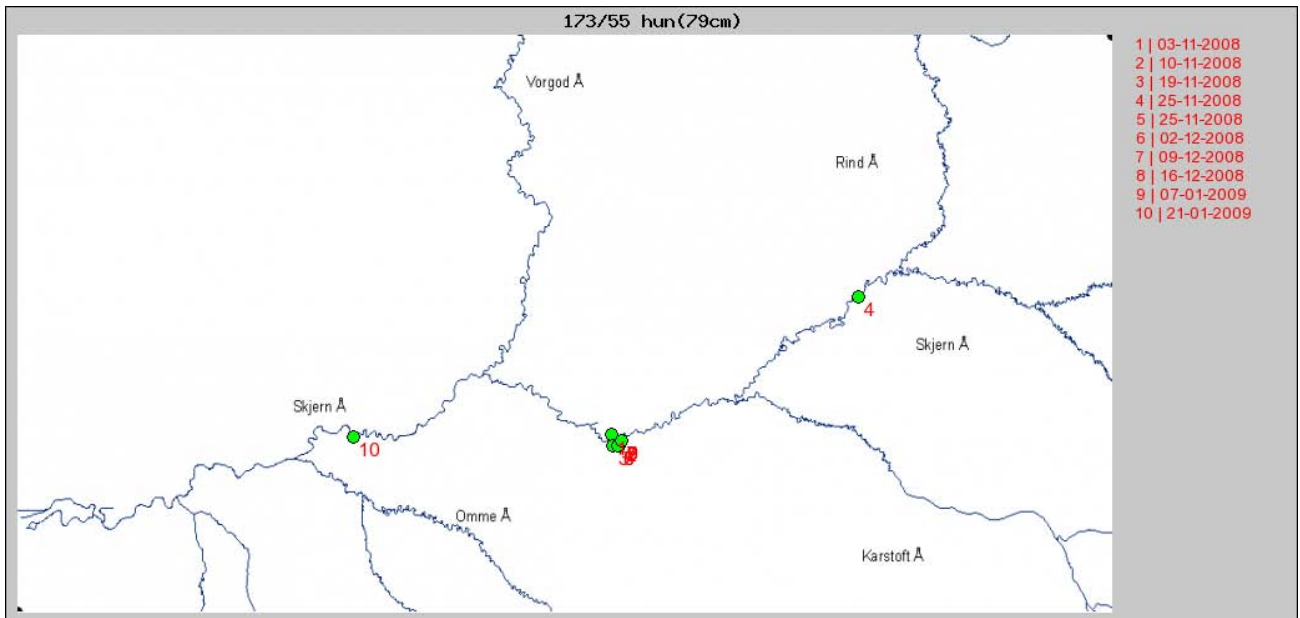 173/55 hun(79cm)
1 | 03-11-2008
2 | 10-11-2008
3 | 19-11-2008
4 | 25-11-2008
5 | 25-11-2008
6 | 02-12-2008
7 | 09-12-2008
8 | 16-12-2008
9 | 07-01-2009
10 | 21-01-2009
Vorgod Å
Rind Å
4
Skjern Å
Skjern Å
10
Omme Å
Karstoft Å